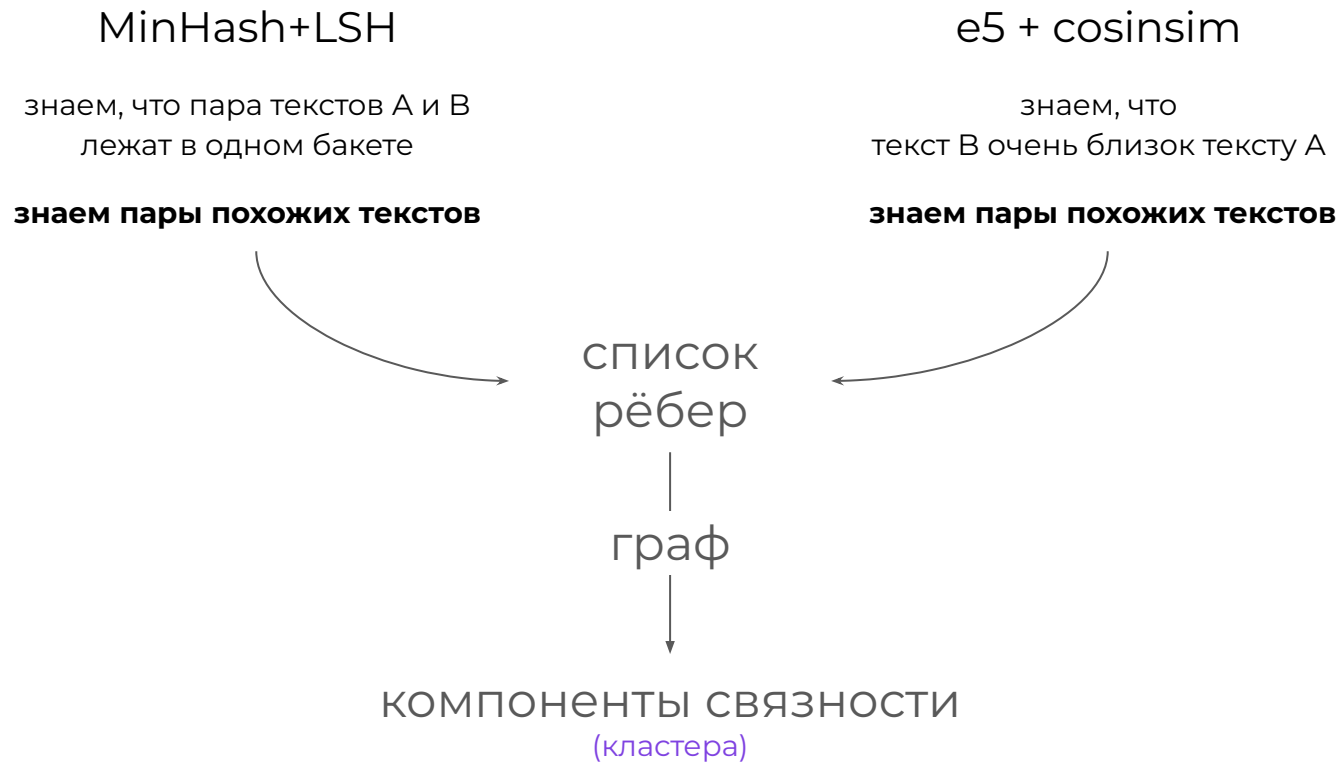 MinHash+LSH
знаем, что пара текстов А и В
лежат в одном бакете
знаем пары похожих текстов
e5 + cosinsim
знаем, что
текст В очень близок тексту А
знаем пары похожих текстов
список
рёбер
граф
компоненты связности
(кластера)